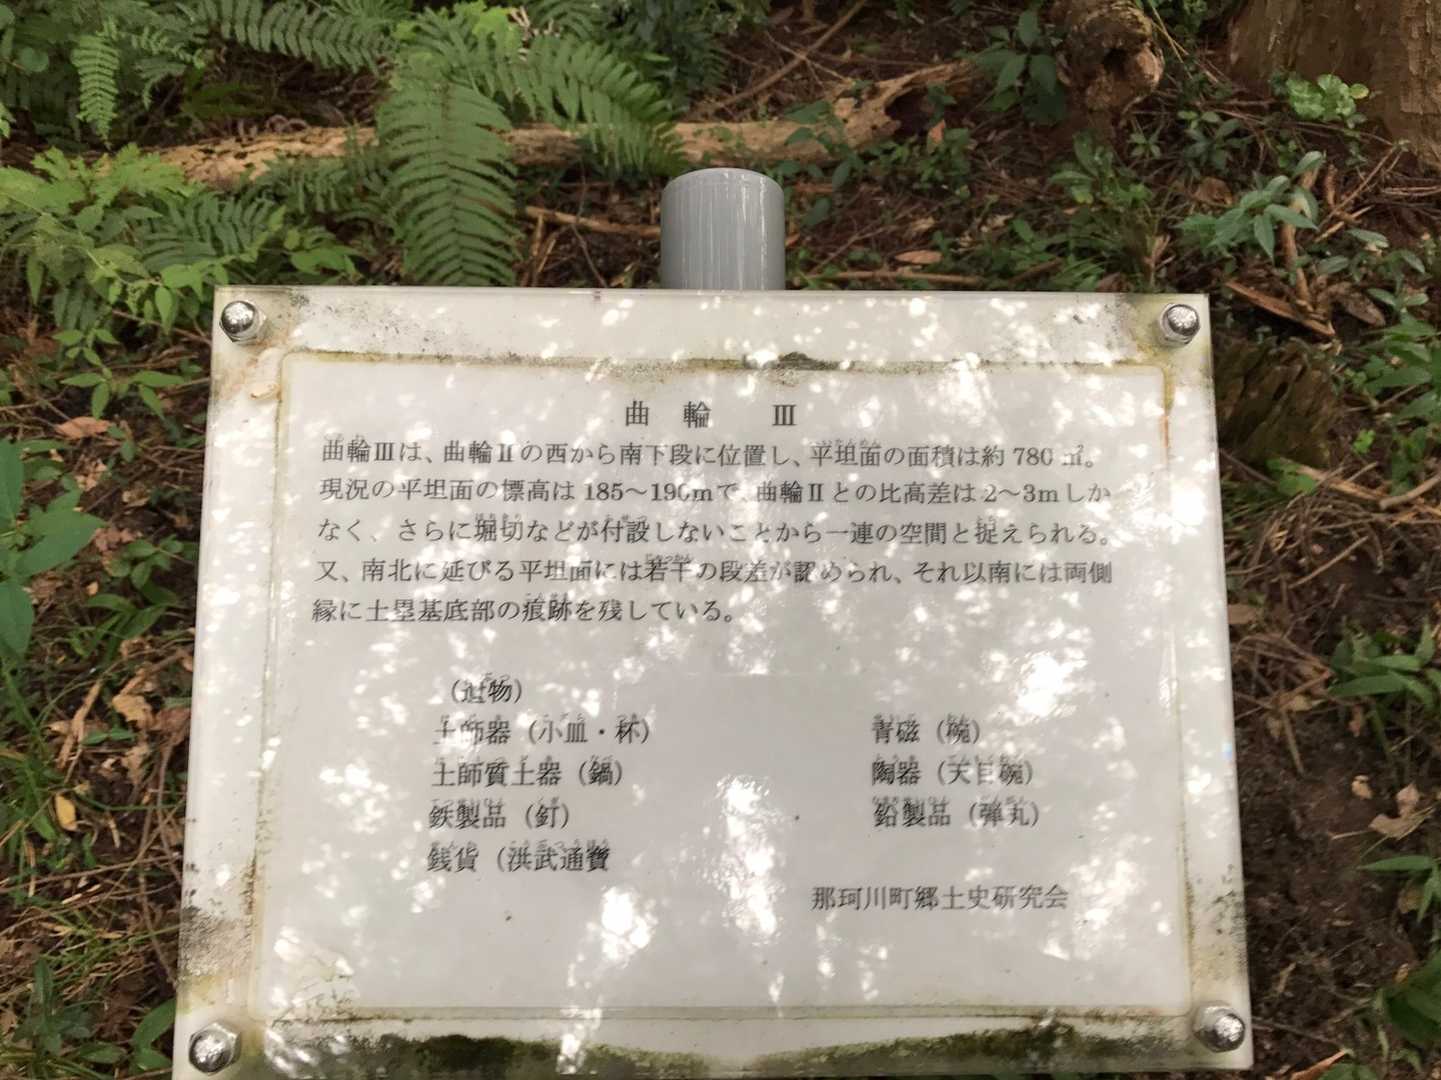 曲輪 Ⅲ
曲輪Ⅲは、曲輪Ⅱの西から南下段に位置し、平坦面の面積は約780㎡。
現況の平坦面の標高は185～190mで、曲輪Ⅱとの比高差は2～3mしか
なく、さらに堀切などが付設しないことから一連の空間と捉えられる。
又、南北に延びる平坦面には若干の段差が認められ、それ以南には両側
縁に土塁基底部の痕跡を残している。
（遺物）
土師器（小皿・杯） 青磁（碗）
土師質土器（鍋） 陶器（天目碗）
鉄製品（釘） 鉛製品（弾丸）
銭貨（洪武通寳
那珂川町郷土史研究会